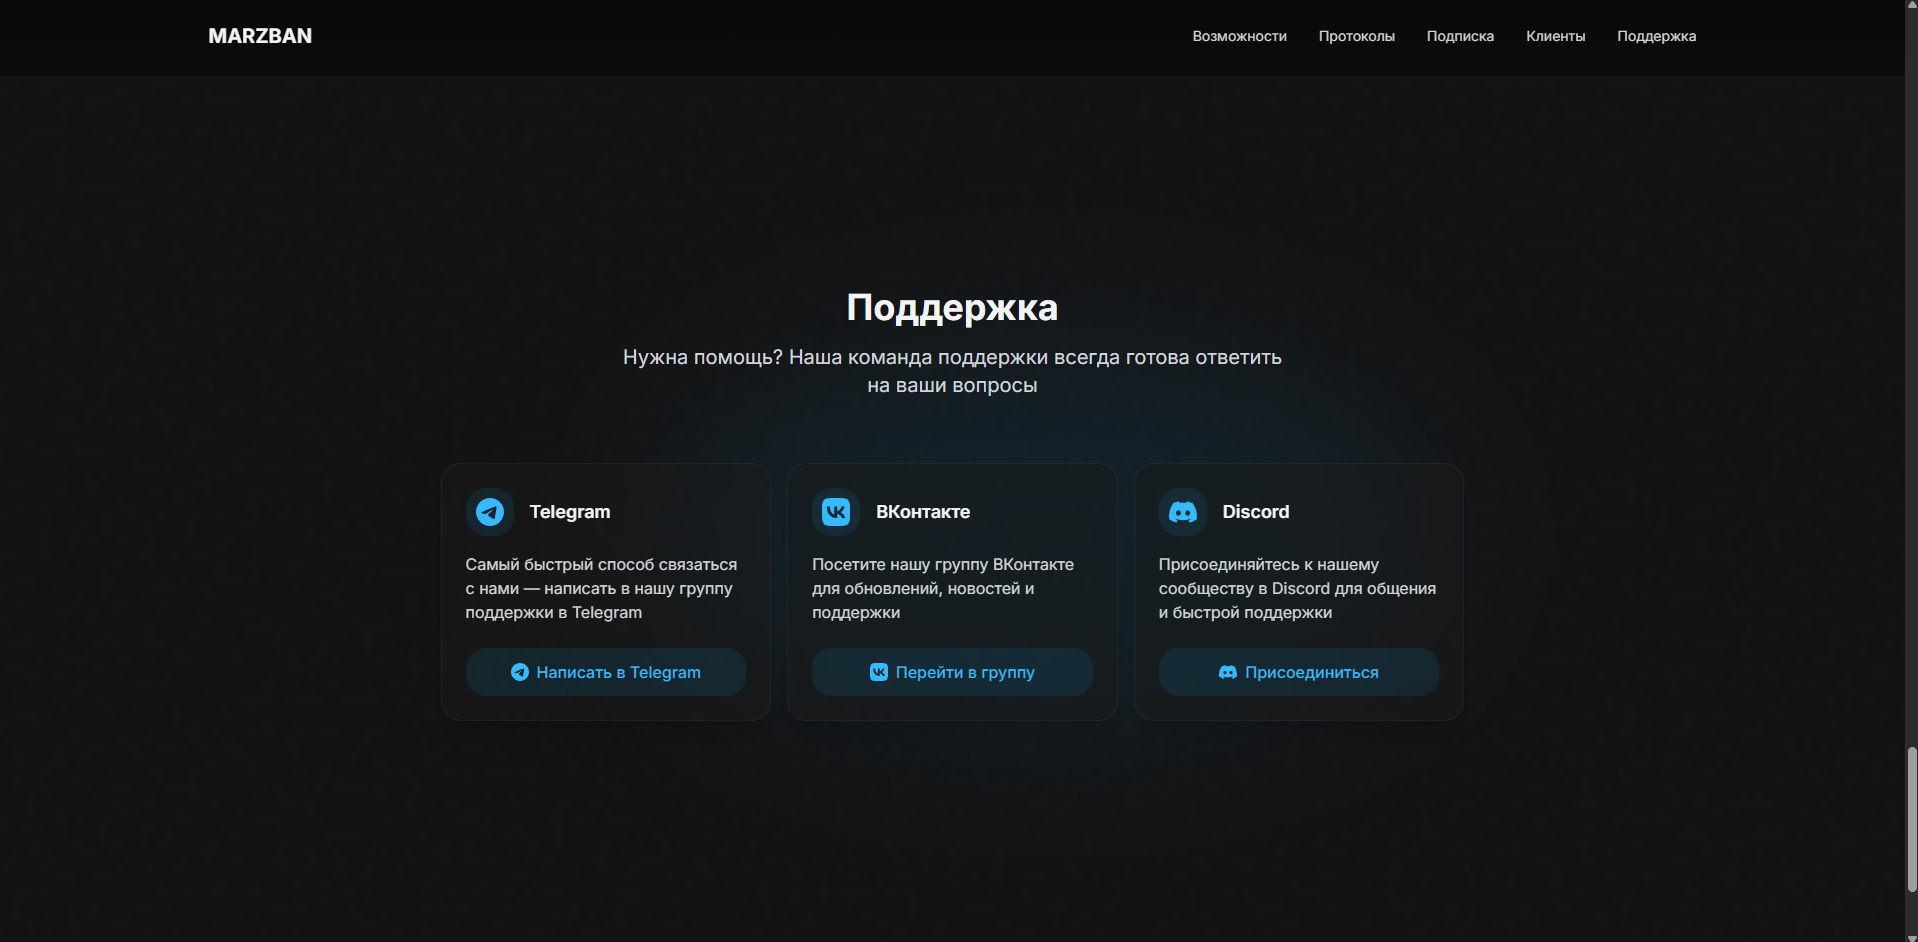 MARZBAN
Возможности
Протоколы
Подписка
Клиенты
Поддержка
Поддержка
Нужна помощь? Наша команда поддержки всегда готова ответить
на ваши вопросы
Telegram
Самый быстрый способ связаться
с нами — написать в нашу группу
поддержки в Telegram
Написать в Telegram
ВКонтакте
Посетите нашу группу ВКонтакте
для обновлений, новостей и
поддержки
Перейти в группу
Discord
Присоединяйтесь к нашему
сообществу в Discord для общения
и быстрой поддержки
Присоединиться